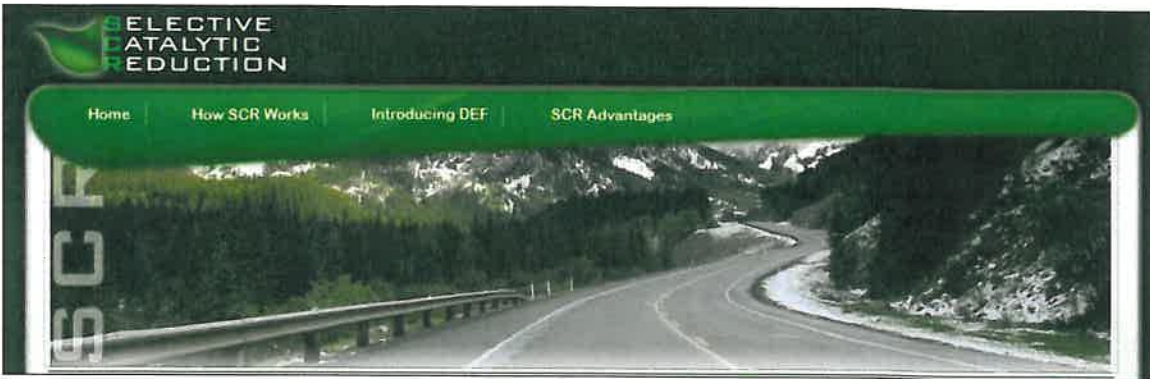 SELECTIVE
CATALYTIC
REDUCTION
Home How SCR Works Introducing DEF SCR Advantages
SCR